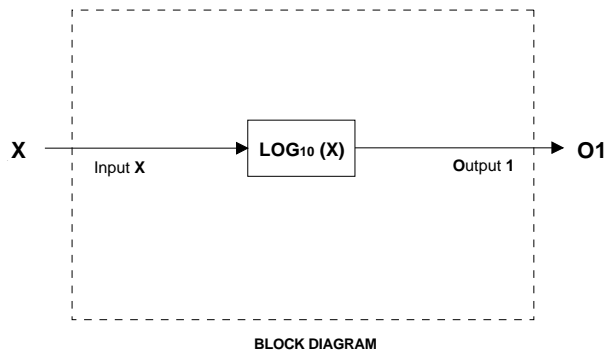 X
Input X
LOG₁₀ (X)
Output 1
O1
BLOCK DIAGRAM